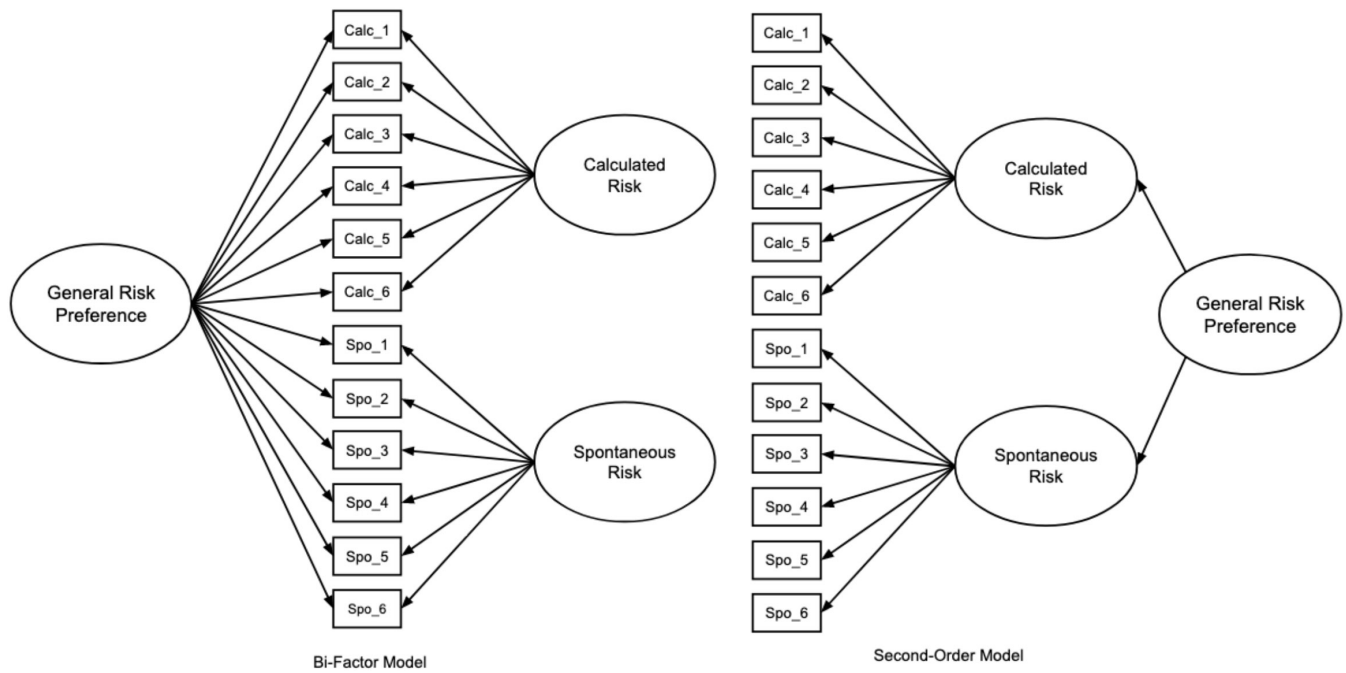 General Risk
Preference
Calc_1
Calc_2
Calc_3
Calc_4
Calc_5
Calc_6
Spo_1
Spo_2
Spo_3
Spo_4
Spo_5
Spo_6
Calculated
Risk
Spontaneous
Risk
Bi-Factor Model
Calc_1
Calc_2
Calc_3
Calc_4
Calc_5
Calc_6
Spo_1
Spo_2
Spo_3
Spo_4
Spo_5
Spo_6
Calculated
Risk
Spontaneous
Risk
General Risk
Preference
Second-Order Model